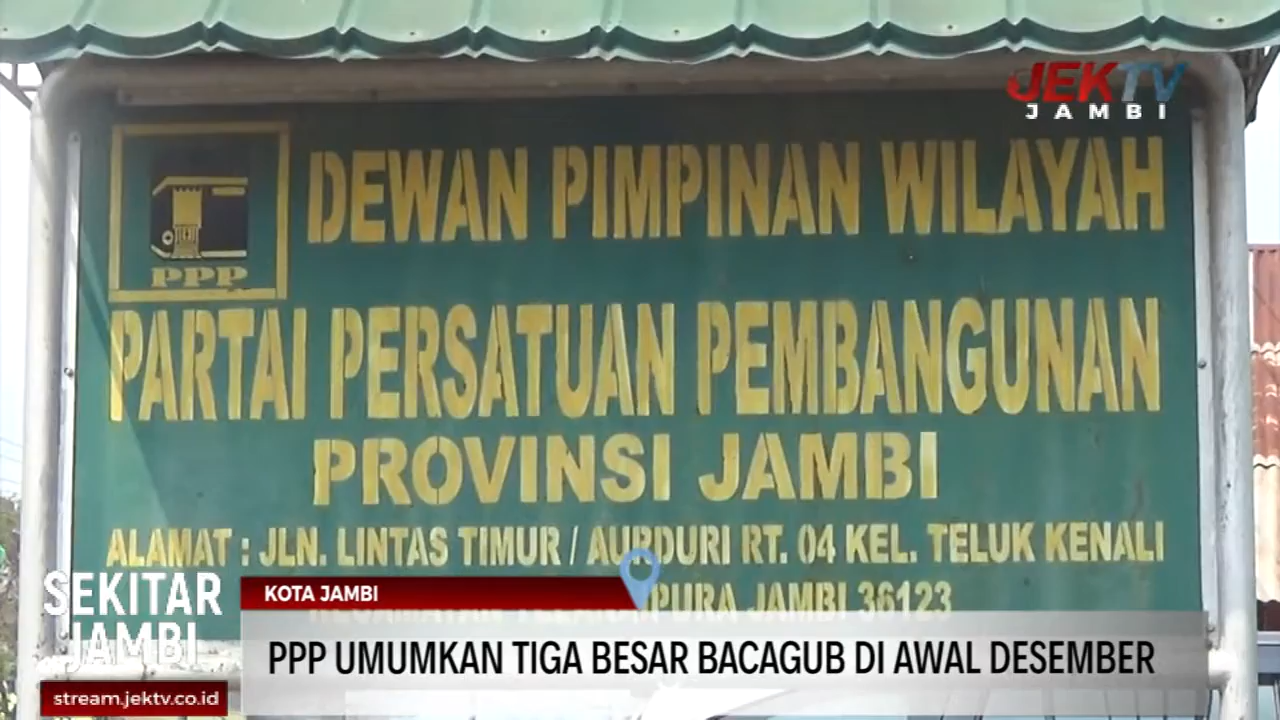 JEKTV
JAMBI
PPP
DEWAN PIMPINAN WILAYAH
PARTAI PERSATUAN PEMBANGUNAN
PROVINSI JAMBI
ALAMAT : JLN. LINTAS TIMUR / AURDURI RT. 04 KEL. TELUK KENALI
JAMBI 36123
SEKITAR
JAMBI
stream.jektv.co.id
KOTA JAMBI
PPP UMUMKAN TIGA BESAR BACAGUB DI AWAL DESEMBER